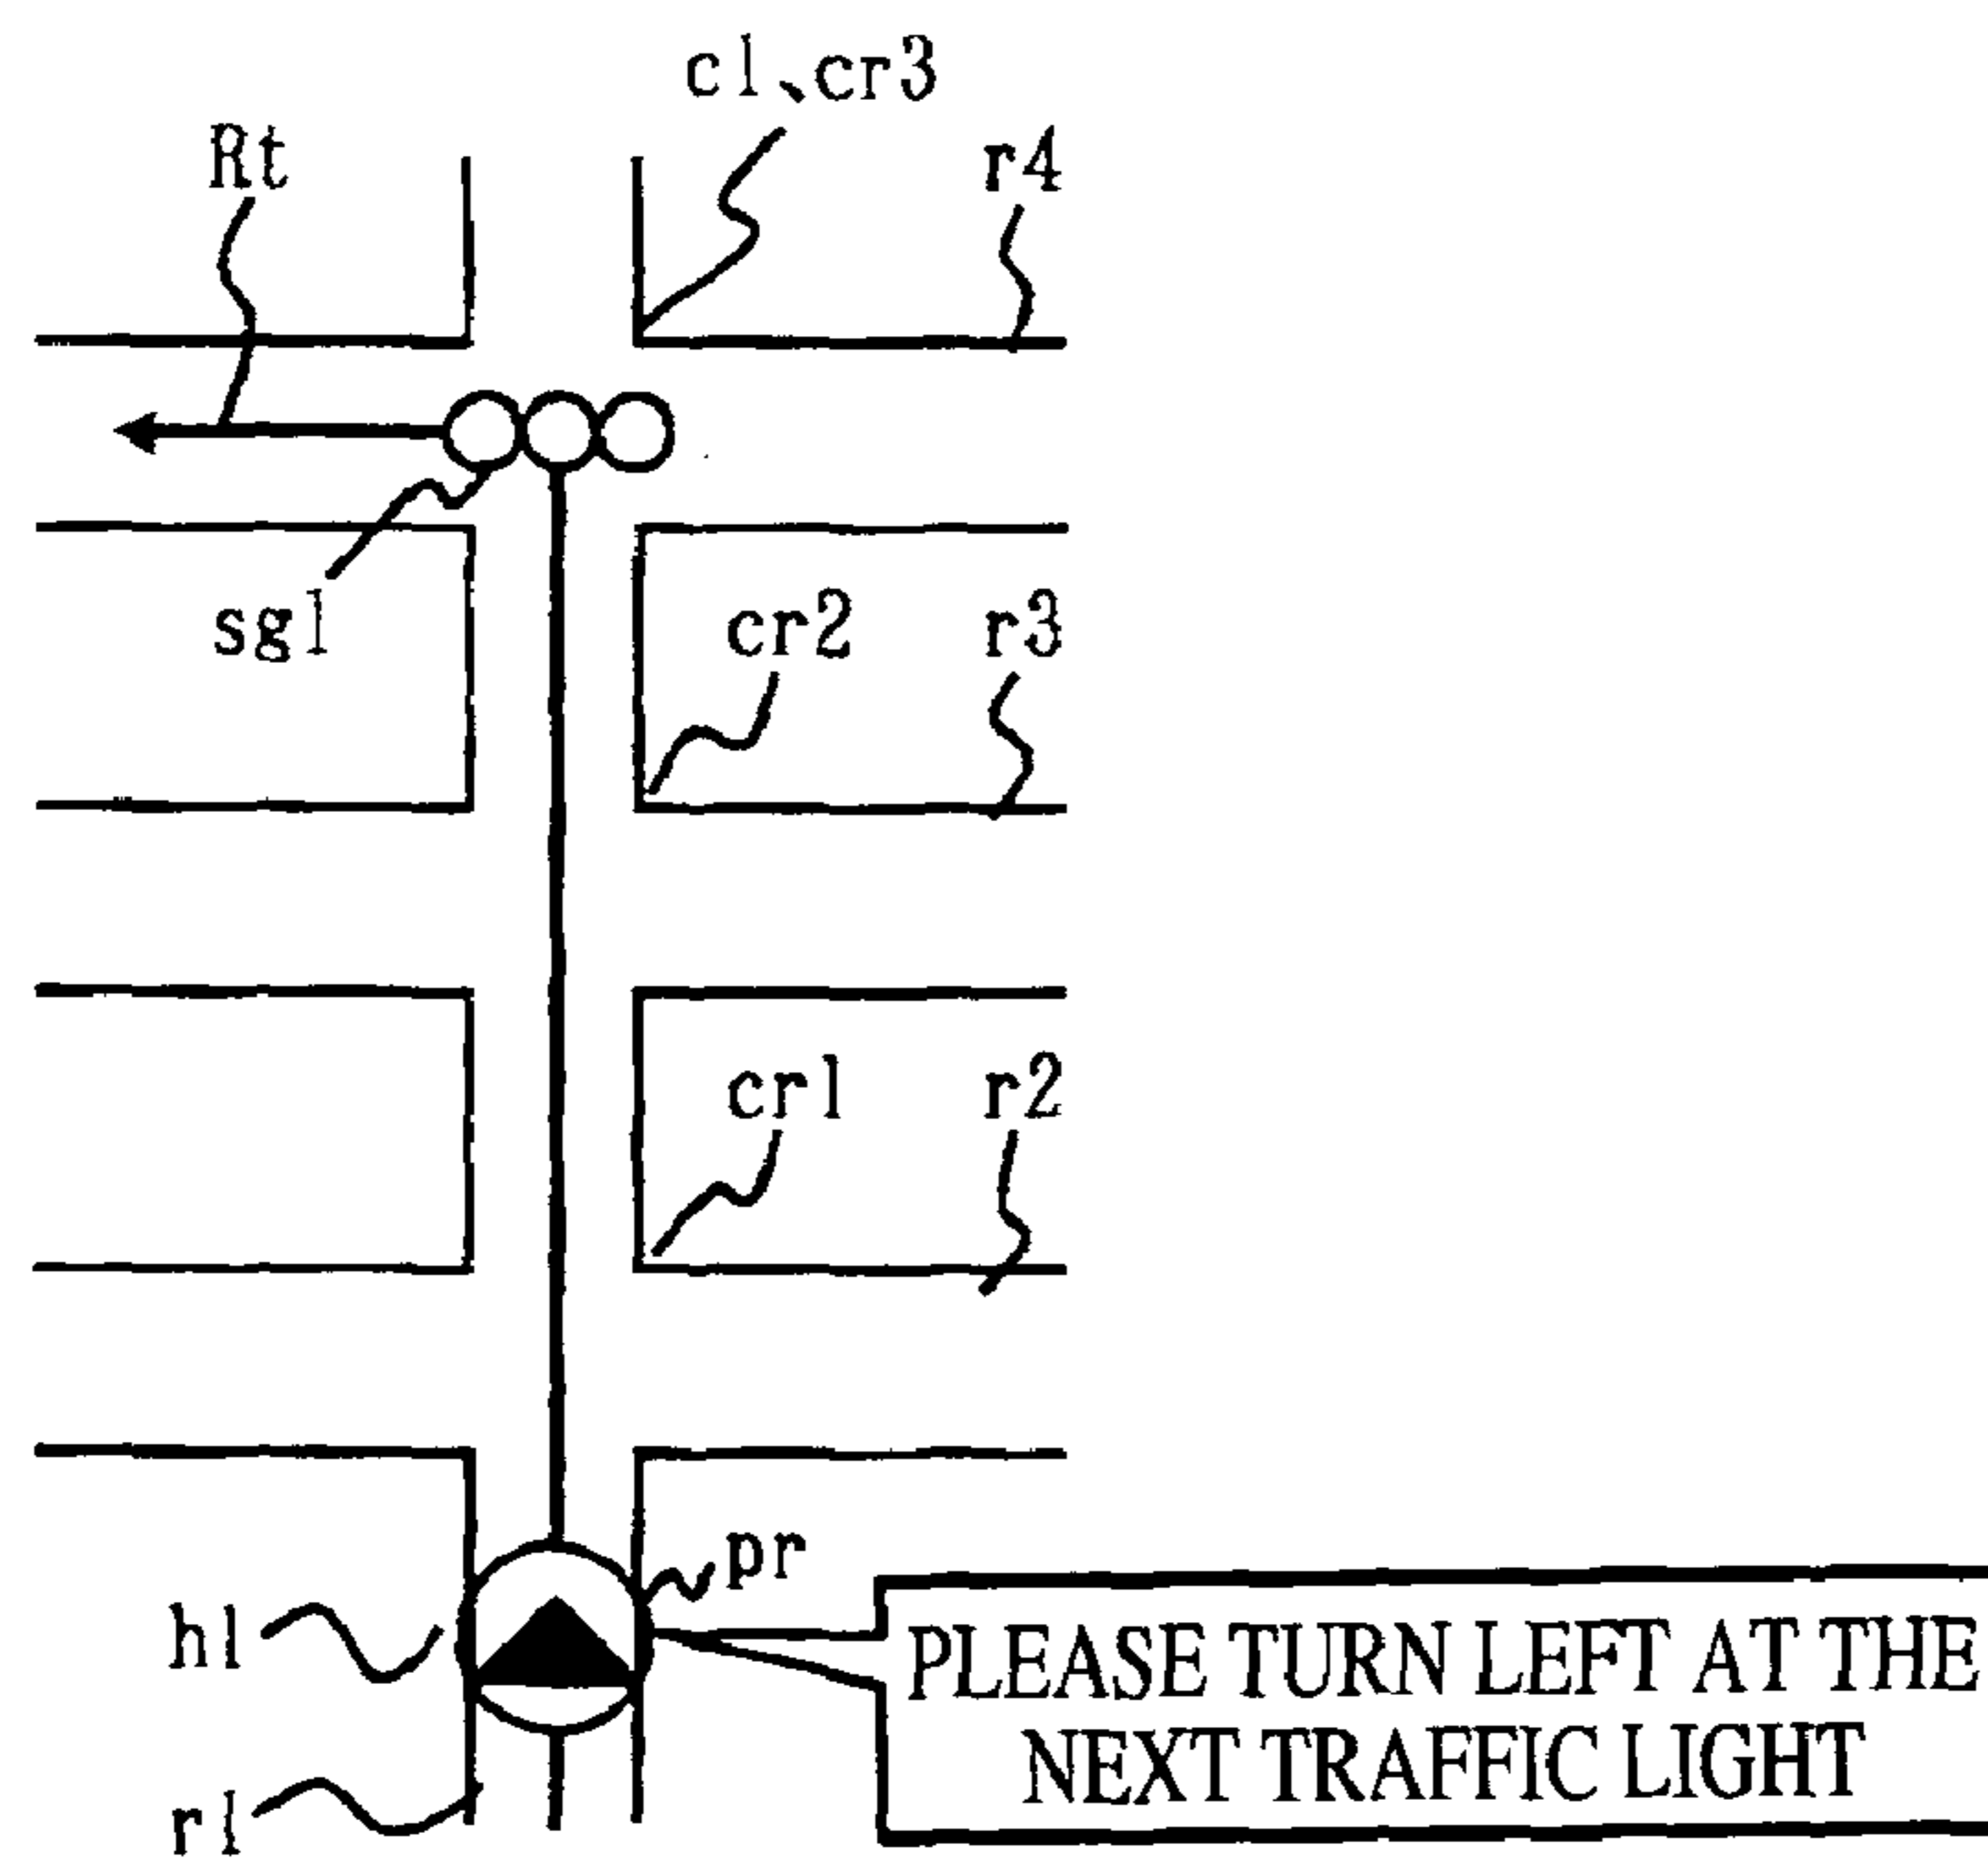 c1、cr3
Rt
r4
sg1
cr2
r3
cr1
r2
pr
h1
PLEASE TURN LEFT AT THE
NEXT TRAFFIC LIGHT
r1